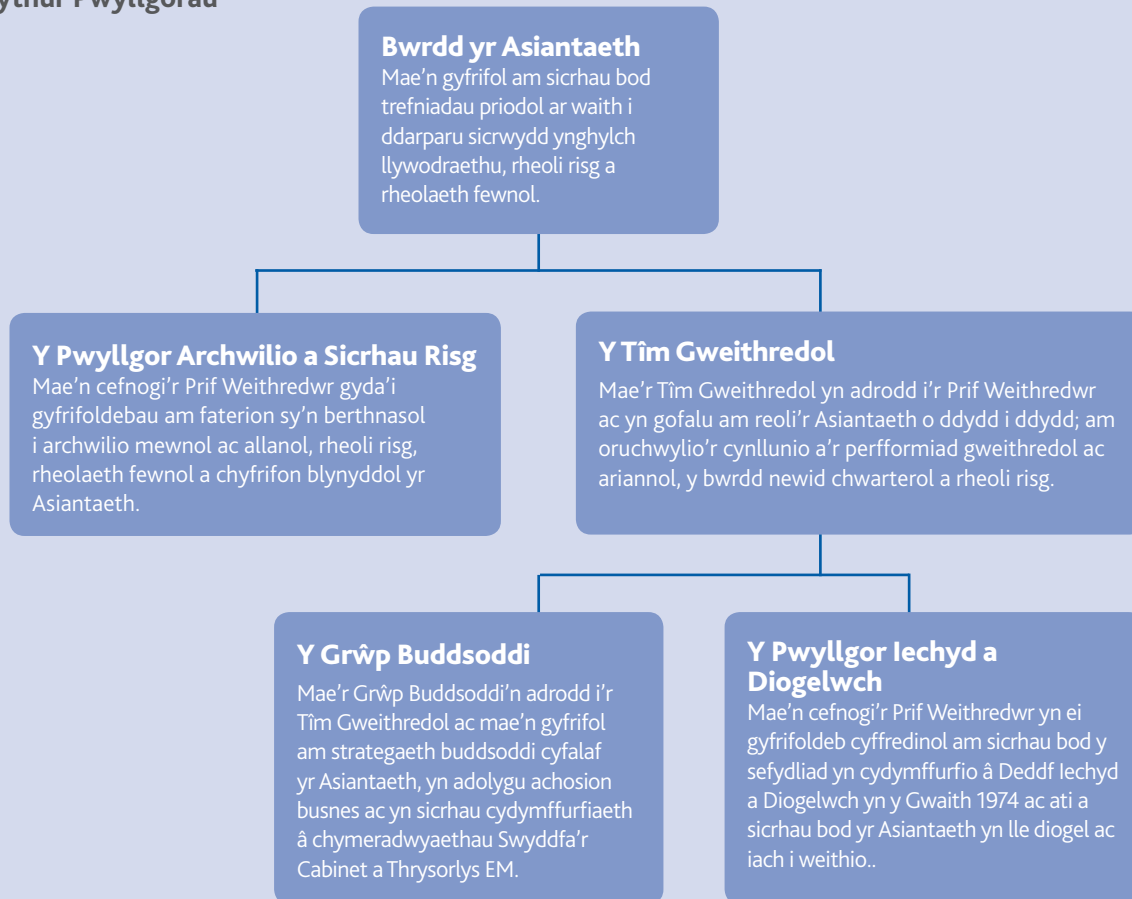 Pwyllgorau
Bwrdd yr Asiantaeth
Mae'n gyfrifol am sicrhau bod
trefniadau priodol ar waith i
ddarparu sicrwydd ynghylch
llywodraethu, rheoli risg a
rheolaeth fewnol.
Y Pwyllgor Archwilio a Sicrhau Risg
Mae'n cefnogi'r Prif Weithredwr gyda'i
gyfrifoldebau am faterion sy'n berthnasol
i archwilio mewnol ac allanol, rheoli risg,
rheolaeth fewnol a chyfrifon blynyddol yr
Asiantaeth.
Y Tîm Gweithredol
Mae'r Tîm Gweithredol yn adrodd i'r Prif Weithredwr
ac yn gofalu am reoli'r Asiantaeth o ddydd i ddydd; am
oruchwylio'r cynllunio a'r perfformiad gweithredol ac
ariannol, y bwrdd newid chwarterol a rheoli risg.
Y Grŵp Buddsoddi
Mae'r Grŵp Buddsoddi'n adrodd i'r
Tîm Gweithredol ac mae'n gyfrifol
am strategaeth buddsoddi cyfalaf
yr Asiantaeth, yn adolygu achosion
busnes ac yn sicrhau cydymffurfiaeth
â chymeradwyaethau Swyddfa'r
Cabinet a Thrysorlys EM.
Y Pwyllgor Iechyd a
Diogelwch
Mae'n cefnogi'r Prif Weithredwr yn ei
gyfrifoldeb cyffredinol am sicrhau bod y
sefydliad yn cydymffurfio â Deddf Iechyd
a Diogelwch yn y Gwaith 1974 ac ati a
sicrhau bod yr Asiantaeth yn lle diogel ac
iach i weithio..